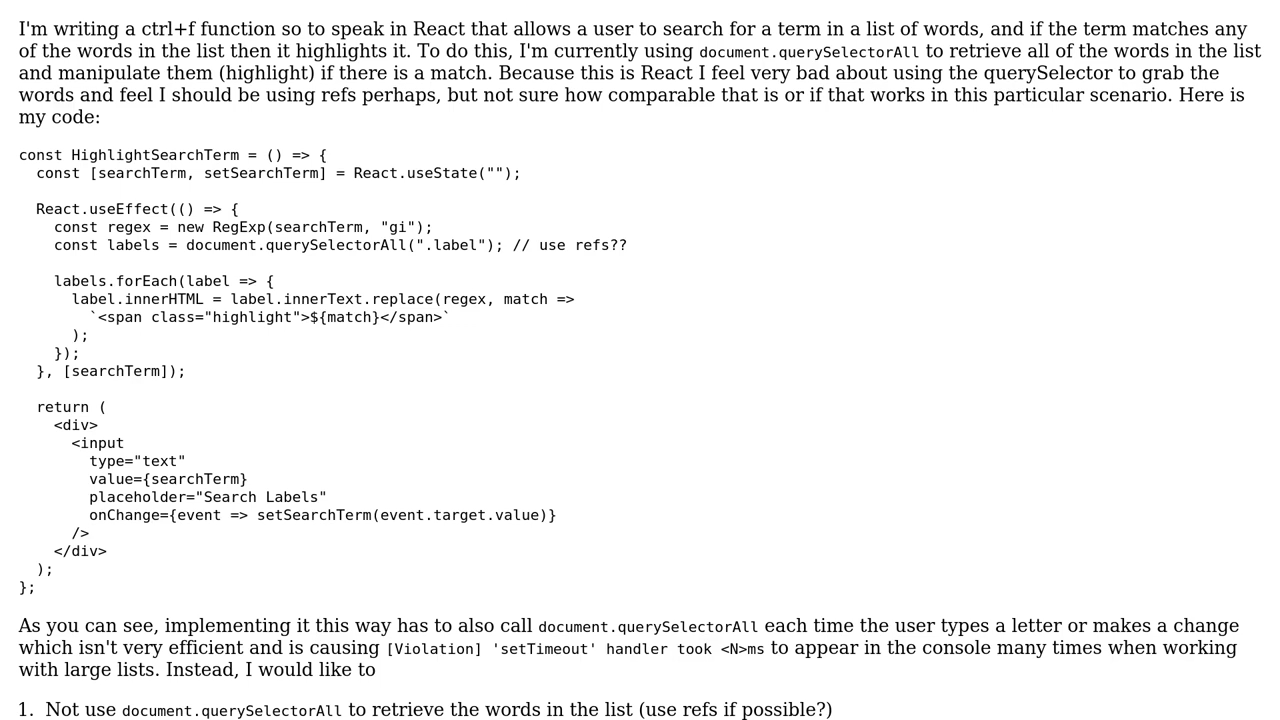 I'm writing a ctrl+f function so to speak in React that allows a user to search for a term in a list of words, and if the term matches any
of the words in the list then it highlights it. To do this, I'm currently using document.querySelectorAll to retrieve all of the words in the list
and manipulate them (highlight) if there is a match. Because this is React I feel very bad about using the querySelector to grab the
words and feel I should be using refs perhaps, but not sure how comparable that is or if that works in this particular scenario. Here is
my code:
const HighlightSearchTerm = () => {
  const [searchTerm, setSearchTerm] = React.useState("");
  React.useEffect(() => {
    const regex = new RegExp(searchTerm, "gi");
    const labels = document.querySelectorAll(".label"); // use refs??
    labels.forEach(label => {
      label.innerHTML = label.innerText.replace(regex, match =>
        `<span class="highlight">${match}</span>`
      );
    });
  }, [searchTerm]);
  return (
    <div>
      <input
        type="text"
        value={searchTerm}
        placeholder="Search Labels"
        onChange={event => setSearchTerm(event.target.value)}
      />
    </div>
  );
};
As you can see, implementing it this way has to also call document.querySelectorAll each time the user types a letter or makes a change
which isn't very efficient and is causing [Violation] 'setTimeout' handler took <N>ms to appear in the console many times when working
with large lists. Instead, I would like to
1. Not use document.querySelectorAll to retrieve the words in the list (use refs if possible?)